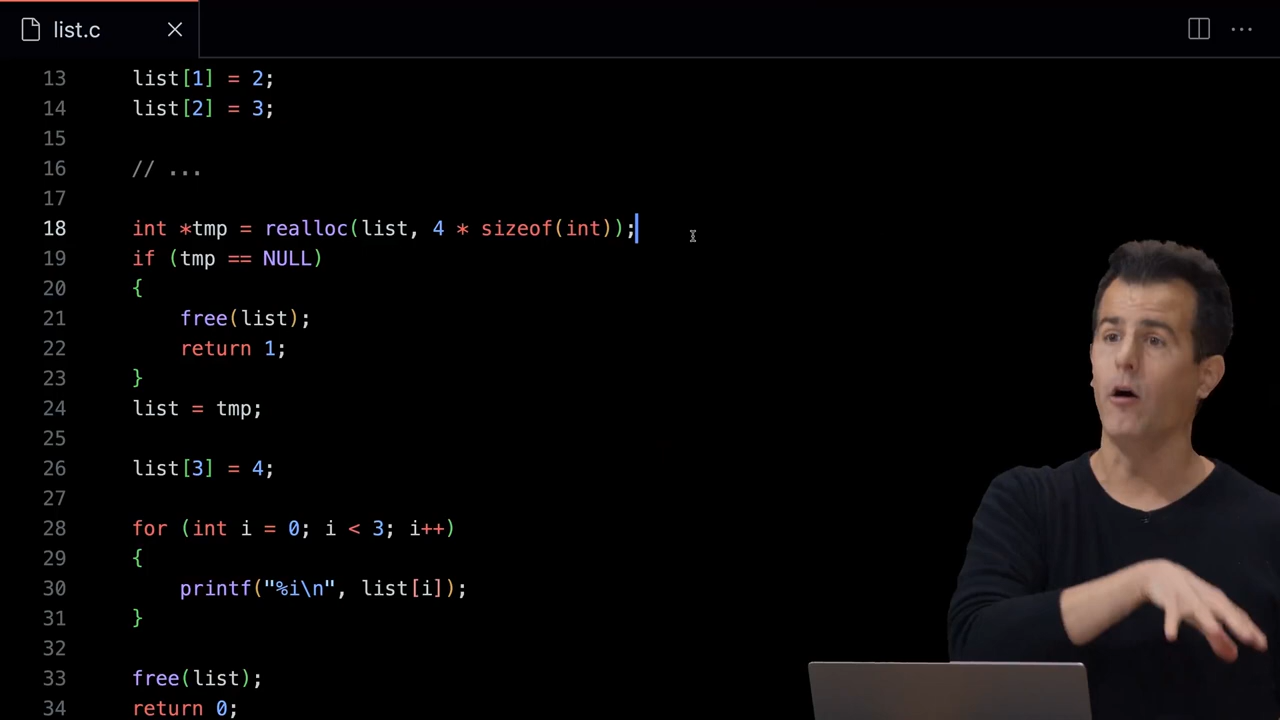 list.c
13 list[1] = 2;
14 list[2] = 3;
15
16 // ...
17
18 int *tmp = realloc(list, 4 * sizeof(int));
19 if (tmp == NULL)
20 {
21 free(list);
22 return 1;
23 }
24 list = tmp;
25
26 list[3] = 4;
27
28 for (int i = 0; i < 3; i++)
29 {
30 printf("%i\n", list[i]);
31 }
32
33 free(list);
34 return 0;